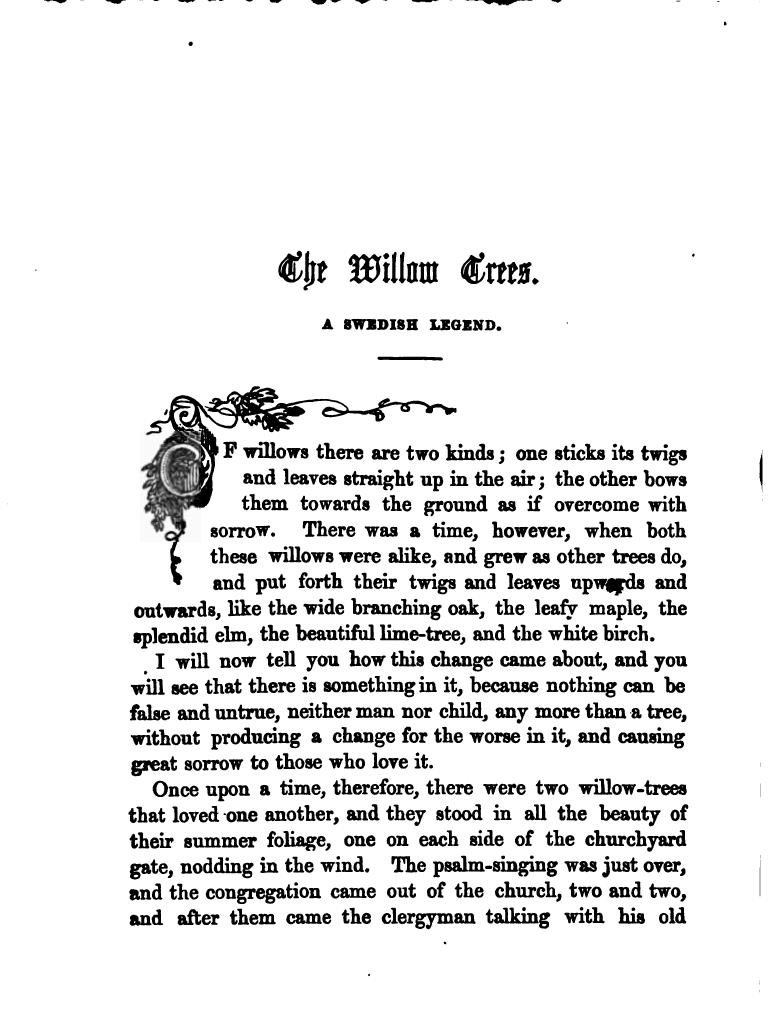 The Willow Trees.
A SWEDISH LEGEND.
OF willows there are two kinds; one sticks its twigs
and leaves straight up in the air; the other bows
them towards the ground as if overcome with
sorrow. There was a time, however, when both
these willows were alike, and grew as other trees do,
and put forth their twigs and leaves upwards and
outwards, like the wide branching oak, the leafy maple, the
splendid elm, the beautiful lime-tree, and the white birch.
I will now tell you how this change came about, and you
will see that there is something in it, because nothing can be
false and untrue, neither man nor child, any more than a tree,
without producing a change for the worse in it, and causing
great sorrow to those who love it.
Once upon a time, therefore, there were two willow-trees
that loved one another, and they stood in all the beauty of
their summer foliage, one on each side of the churchyard
gate, nodding in the wind. The psalm-singing was just over,
and the congregation came out of the church, two and two,
and after them came the clergyman talking with his old